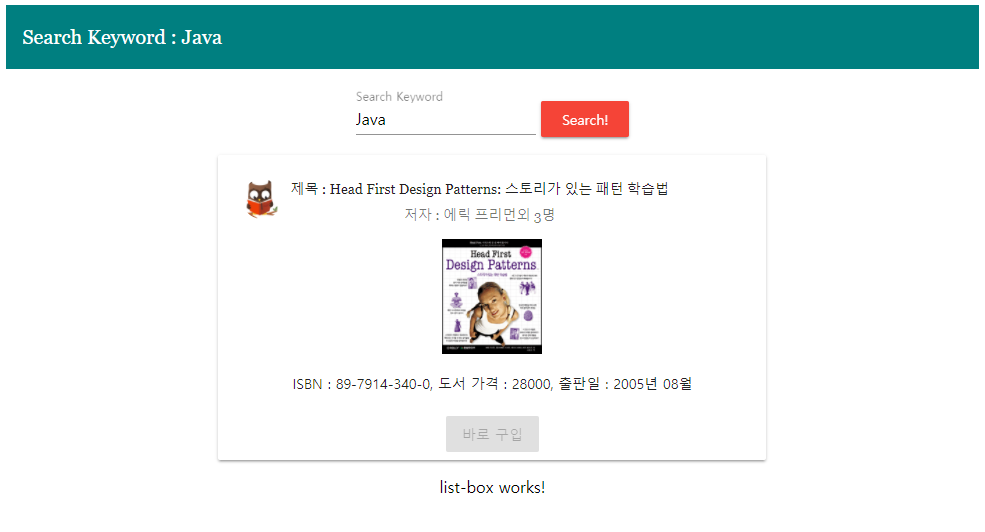 Search Keyword : Java
Search Keyword
Java
Search!
제목 : Head First Design Patterns: 스토리가 있는 패턴 학습법
저자 : 에릭 프리먼외 3명
Head First
Design Patterns
ISBN : 89-7914-340-0, 도서 가격 : 28000, 출판일 : 2005년 08월
바로 구입
list-box works!